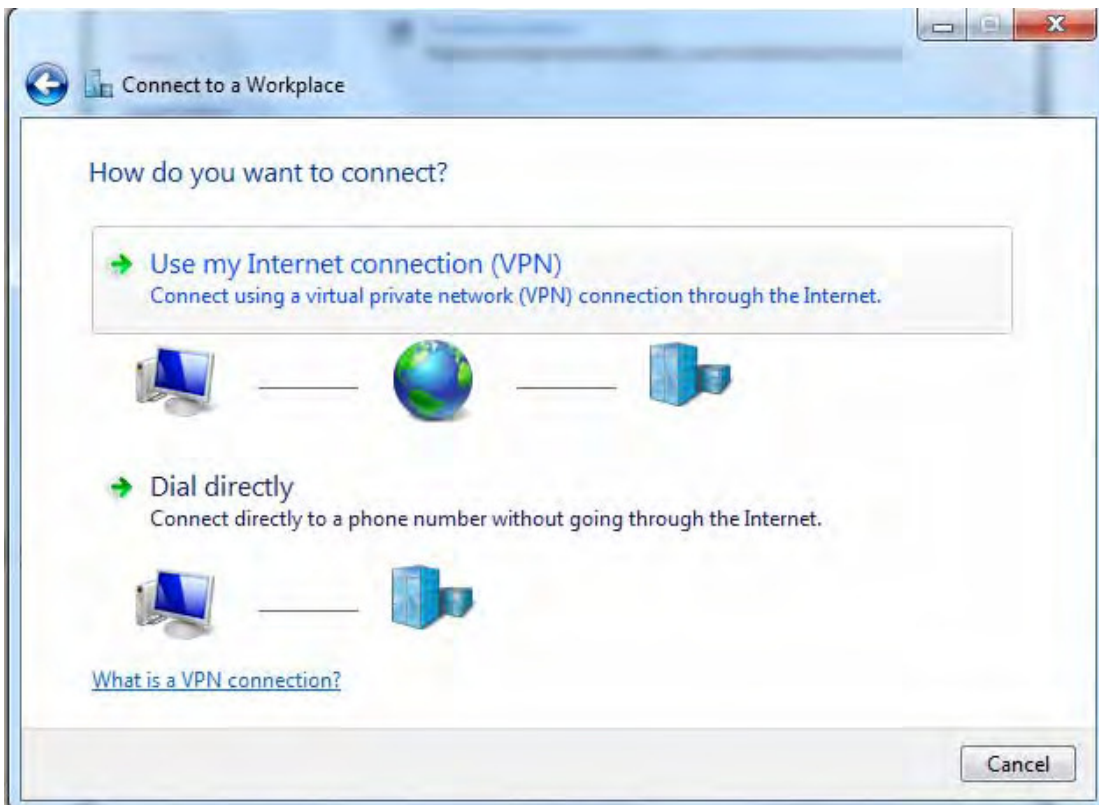 Connect to a Workplace
How do you want to connect?
Use my Internet connection (VPN)
Connect using a virtual private network (VPN) connection through the Internet.
Dial directly
Connect directly to a phone number without going through the Internet.
What is a VPN connection?
Cancel